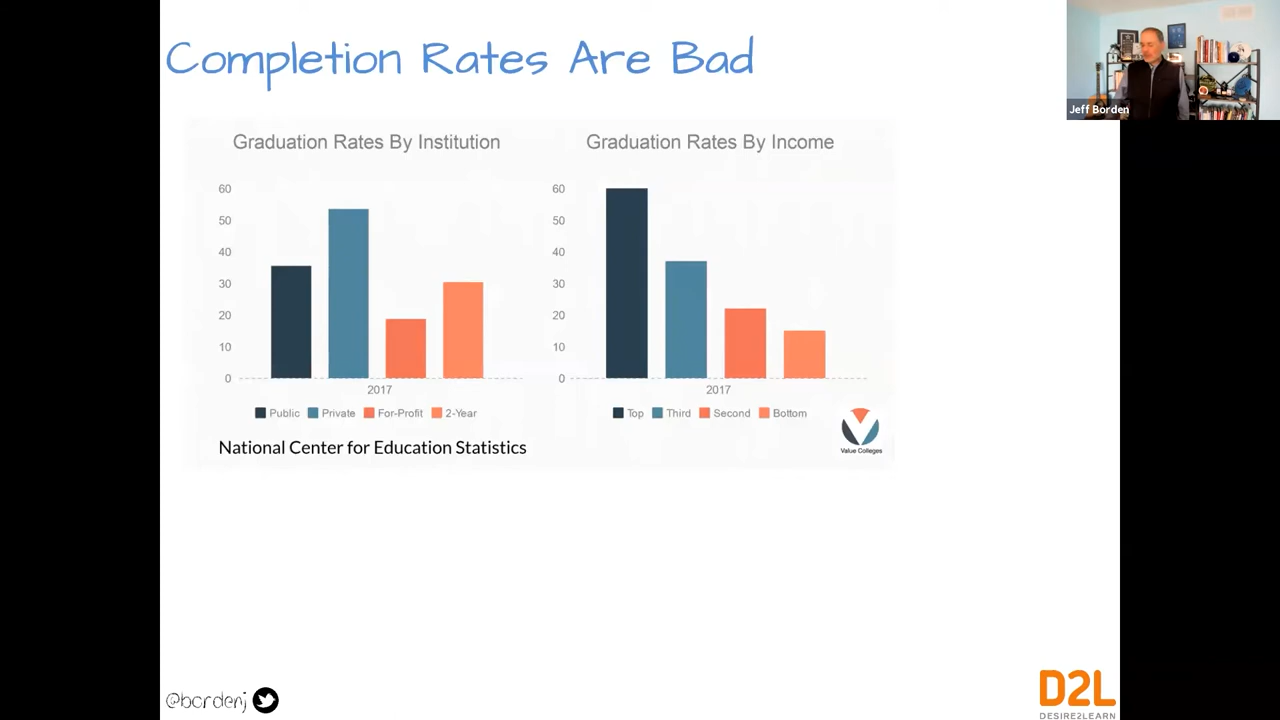 Completion Rates Are Bad
Jeff Borden
Graduation Rates By Institution
60
50
40
30
20
10
0
2017
Public Private For-Profit 2-Year
Graduation Rates By Income
60
50
40
30
20
10
0
2017
Top Third Second Bottom
National Center for Education Statistics
Value Colleges
@bordenj
D2L
DESIRE2LEARN